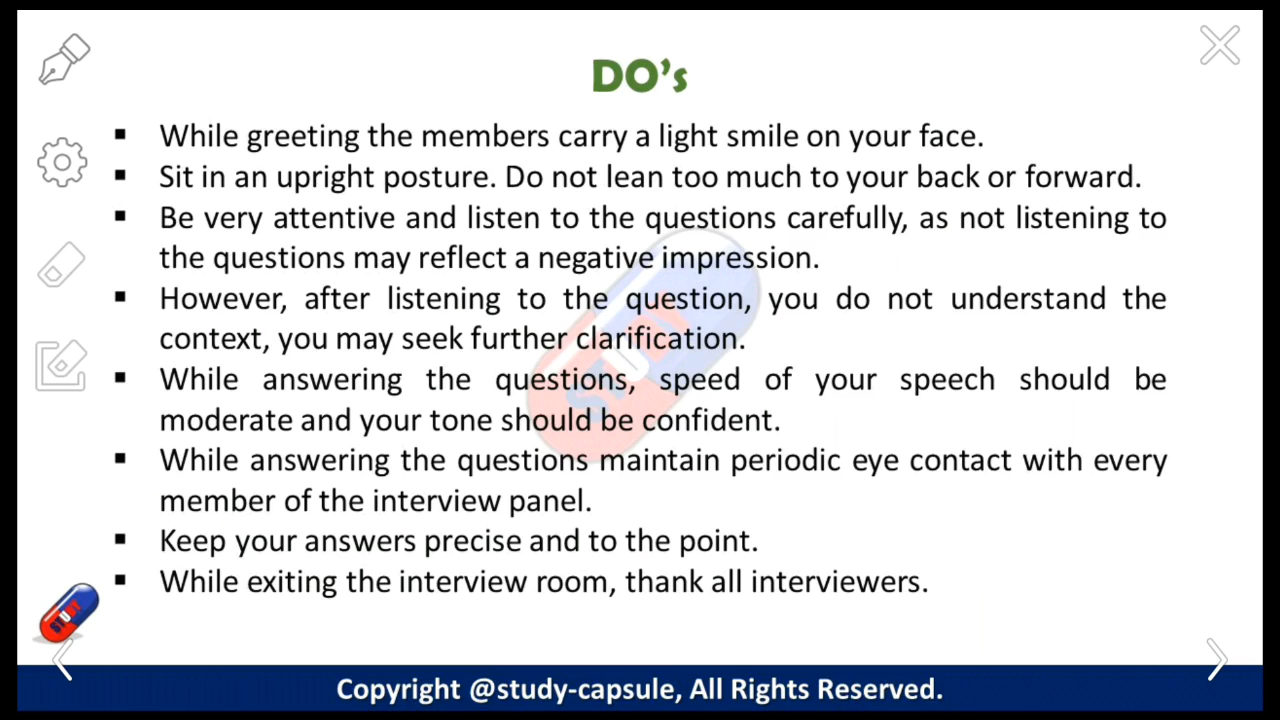 DO's
▪ While greeting the members carry a light smile on your face.
▪ Sit in an upright posture. Do not lean too much to your back or forward.
▪ Be very attentive and listen to the questions carefully, as not listening to
the questions may reflect a negative impression.
▪ However, after listening to the question, you do not understand the
context, you may seek further clarification.
▪ While answering the questions, speed of your speech should be
moderate and your tone should be confident.
▪ While answering the questions maintain periodic eye contact with every
member of the interview panel.
▪ Keep your answers precise and to the point.
▪ While exiting the interview room, thank all interviewers.
STUDY
STUDY
Copyright @study-capsule, All Rights Reserved.